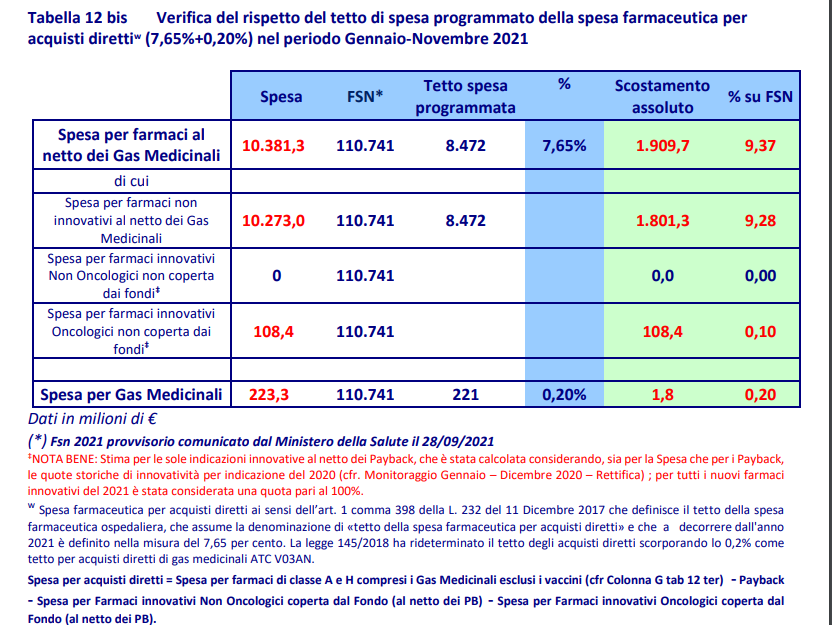 Tabella 12 bis Verifica del rispetto del tetto di spesa programmato della spesa farmaceutica per
acquisti direttiʷ (7,65%+0,20%) nel periodo Gennaio-Novembre 2021
Spesa FSN* Tetto spesa programmata % Scostamento assoluto % su FSN
Spesa per farmaci al
netto dei Gas Medicinali 10.381,3 110.741 8.472 7,65% 1.909,7 9,37
di cui
Spesa per farmaci non
innovativi al netto dei Gas
Medicinali 10.273,0 110.741 8.472 1.801,3 9,28
Spesa per farmaci innovativi
Non Oncologici non coperta
dai fondi‡ 0 110.741 0,0 0,00
Spesa per farmaci innovativi
Oncologici non coperta dai
fondi‡ 108,4 110.741 108,4 0,10
Spesa per Gas Medicinali 223,3 110.741 221 0,20% 1,8 0,20
Dati in milioni di €
(*) Fsn 2021 provvisorio comunicato dal Ministero della Salute il 28/09/2021
‡NOTA BENE: Stima per le sole indicazioni innovative al netto dei Payback, che è stata calcolata considerando, sia per la Spesa che per i Payback,
le quote storiche di innovatività per indicazione del 2020 (cfr. Monitoraggio Gennaio – Dicembre 2020 – Rettifica) ; per tutti i nuovi farmaci
innovativi del 2021 è stata considerata una quota pari al 100%.
ʷ Spesa farmaceutica per acquisti diretti ai sensi dell’art. 1 comma 398 della L. 232 del 11 Dicembre 2017 che definisce il tetto della spesa
farmaceutica ospedaliera, che assume la denominazione di «tetto della spesa farmaceutica per acquisti diretti» e che a decorrere dall'anno
2021 è definito nella misura del 7,65 per cento. La legge 145/2018 ha rideterminato il tetto degli acquisti diretti scorporando lo 0,2% come
tetto per acquisti diretti di gas medicinali ATC V03AN.
Spesa per acquisti diretti = Spesa per farmaci di classe A e H compresi i Gas Medicinali esclusi i vaccini (cfr Colonna G tab 12 ter) – Payback
– Spesa per Farmaci innovativi Non Oncologici coperta dal Fondo (al netto dei PB) – Spesa per Farmaci innovativi Oncologici coperta dal
Fondo (al netto dei PB).